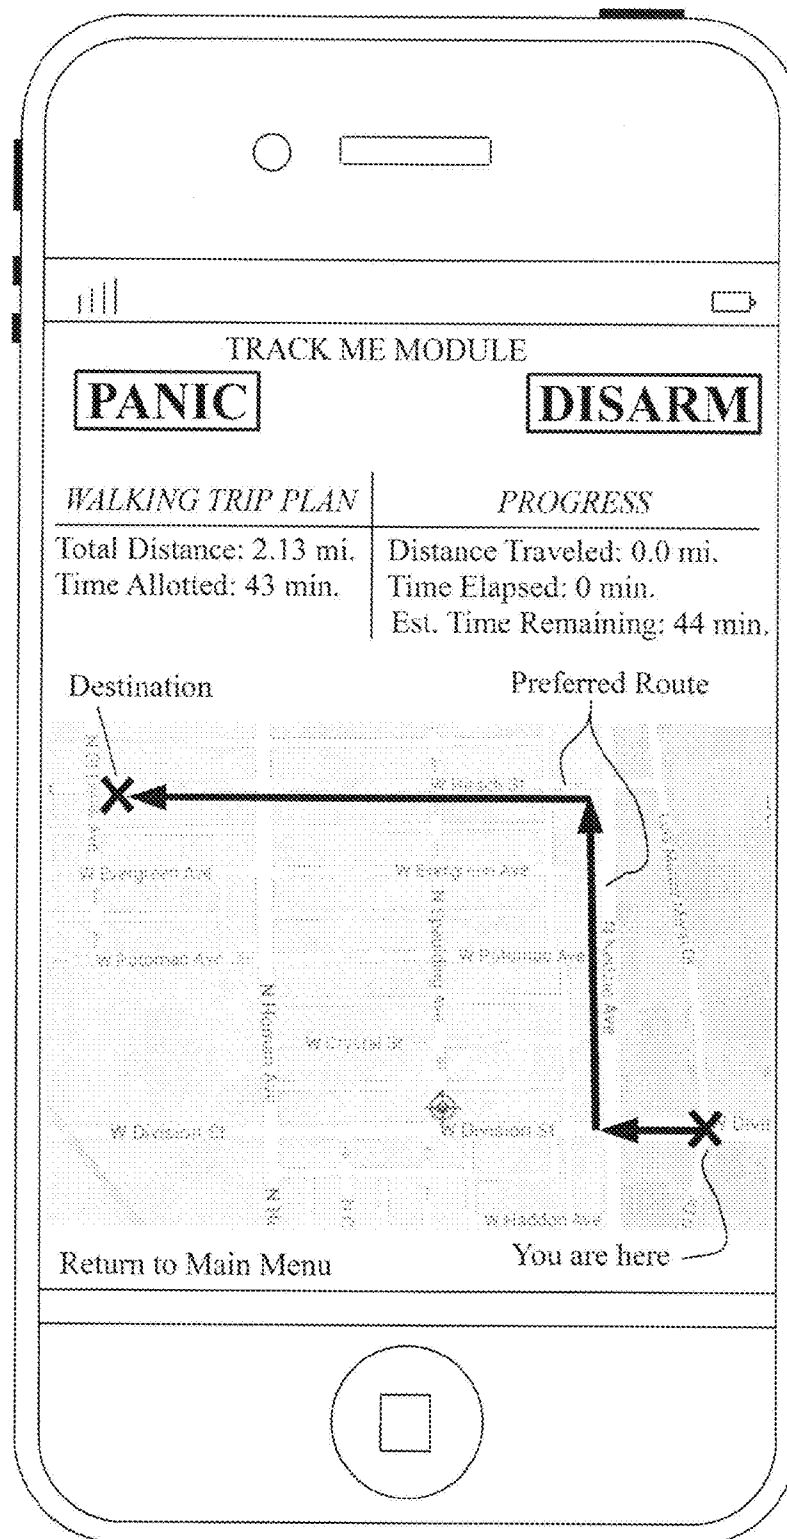 TRACK ME MODULE
PANIC
DISARM
WALKING TRIP PLAN
PROGRESS
Total Distance: 2.13 mi.
Time Allotted: 43 min.
Distance Traveled: 0.0 mi.
Time Elapsed: 0 min.
Est. Time Remaining: 44 min.
Destination
Preferred Route
W Evergreen Ave
W Evergreen Ave
W Potomac Ave
W Potomac Ave
N Homan Ave
W Crystal St
W Division St
W Division St
W Haddon Ave
Return to Main Menu
You are here